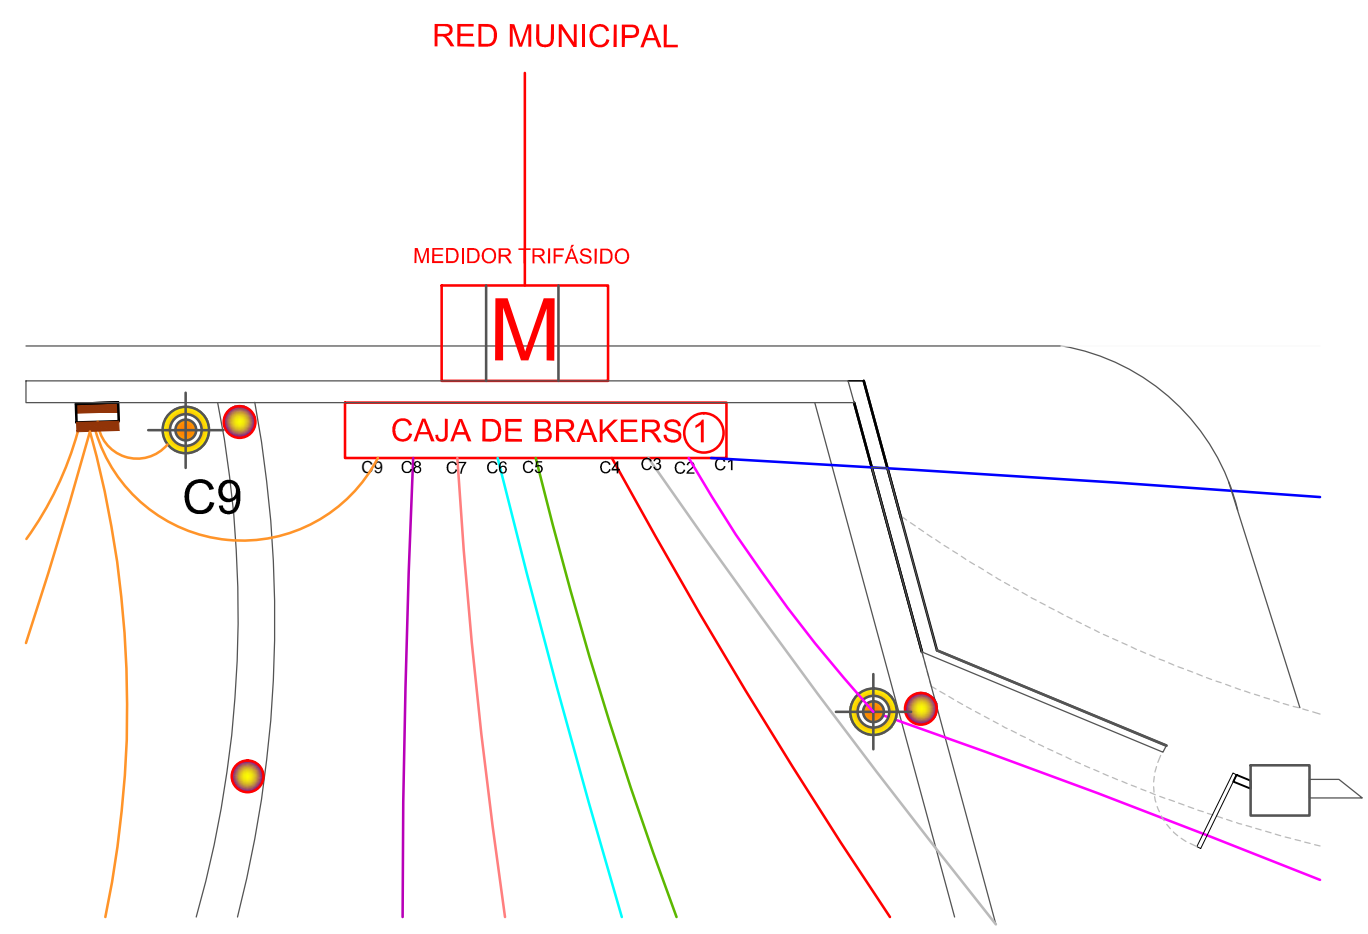 RED MUNICIPAL
MEDIDOR TRIFÁSIDO
M
CAJA DE BRAKERS 1
C9 C8 C7 C6 C5 C4 C3 C2 C1
C9